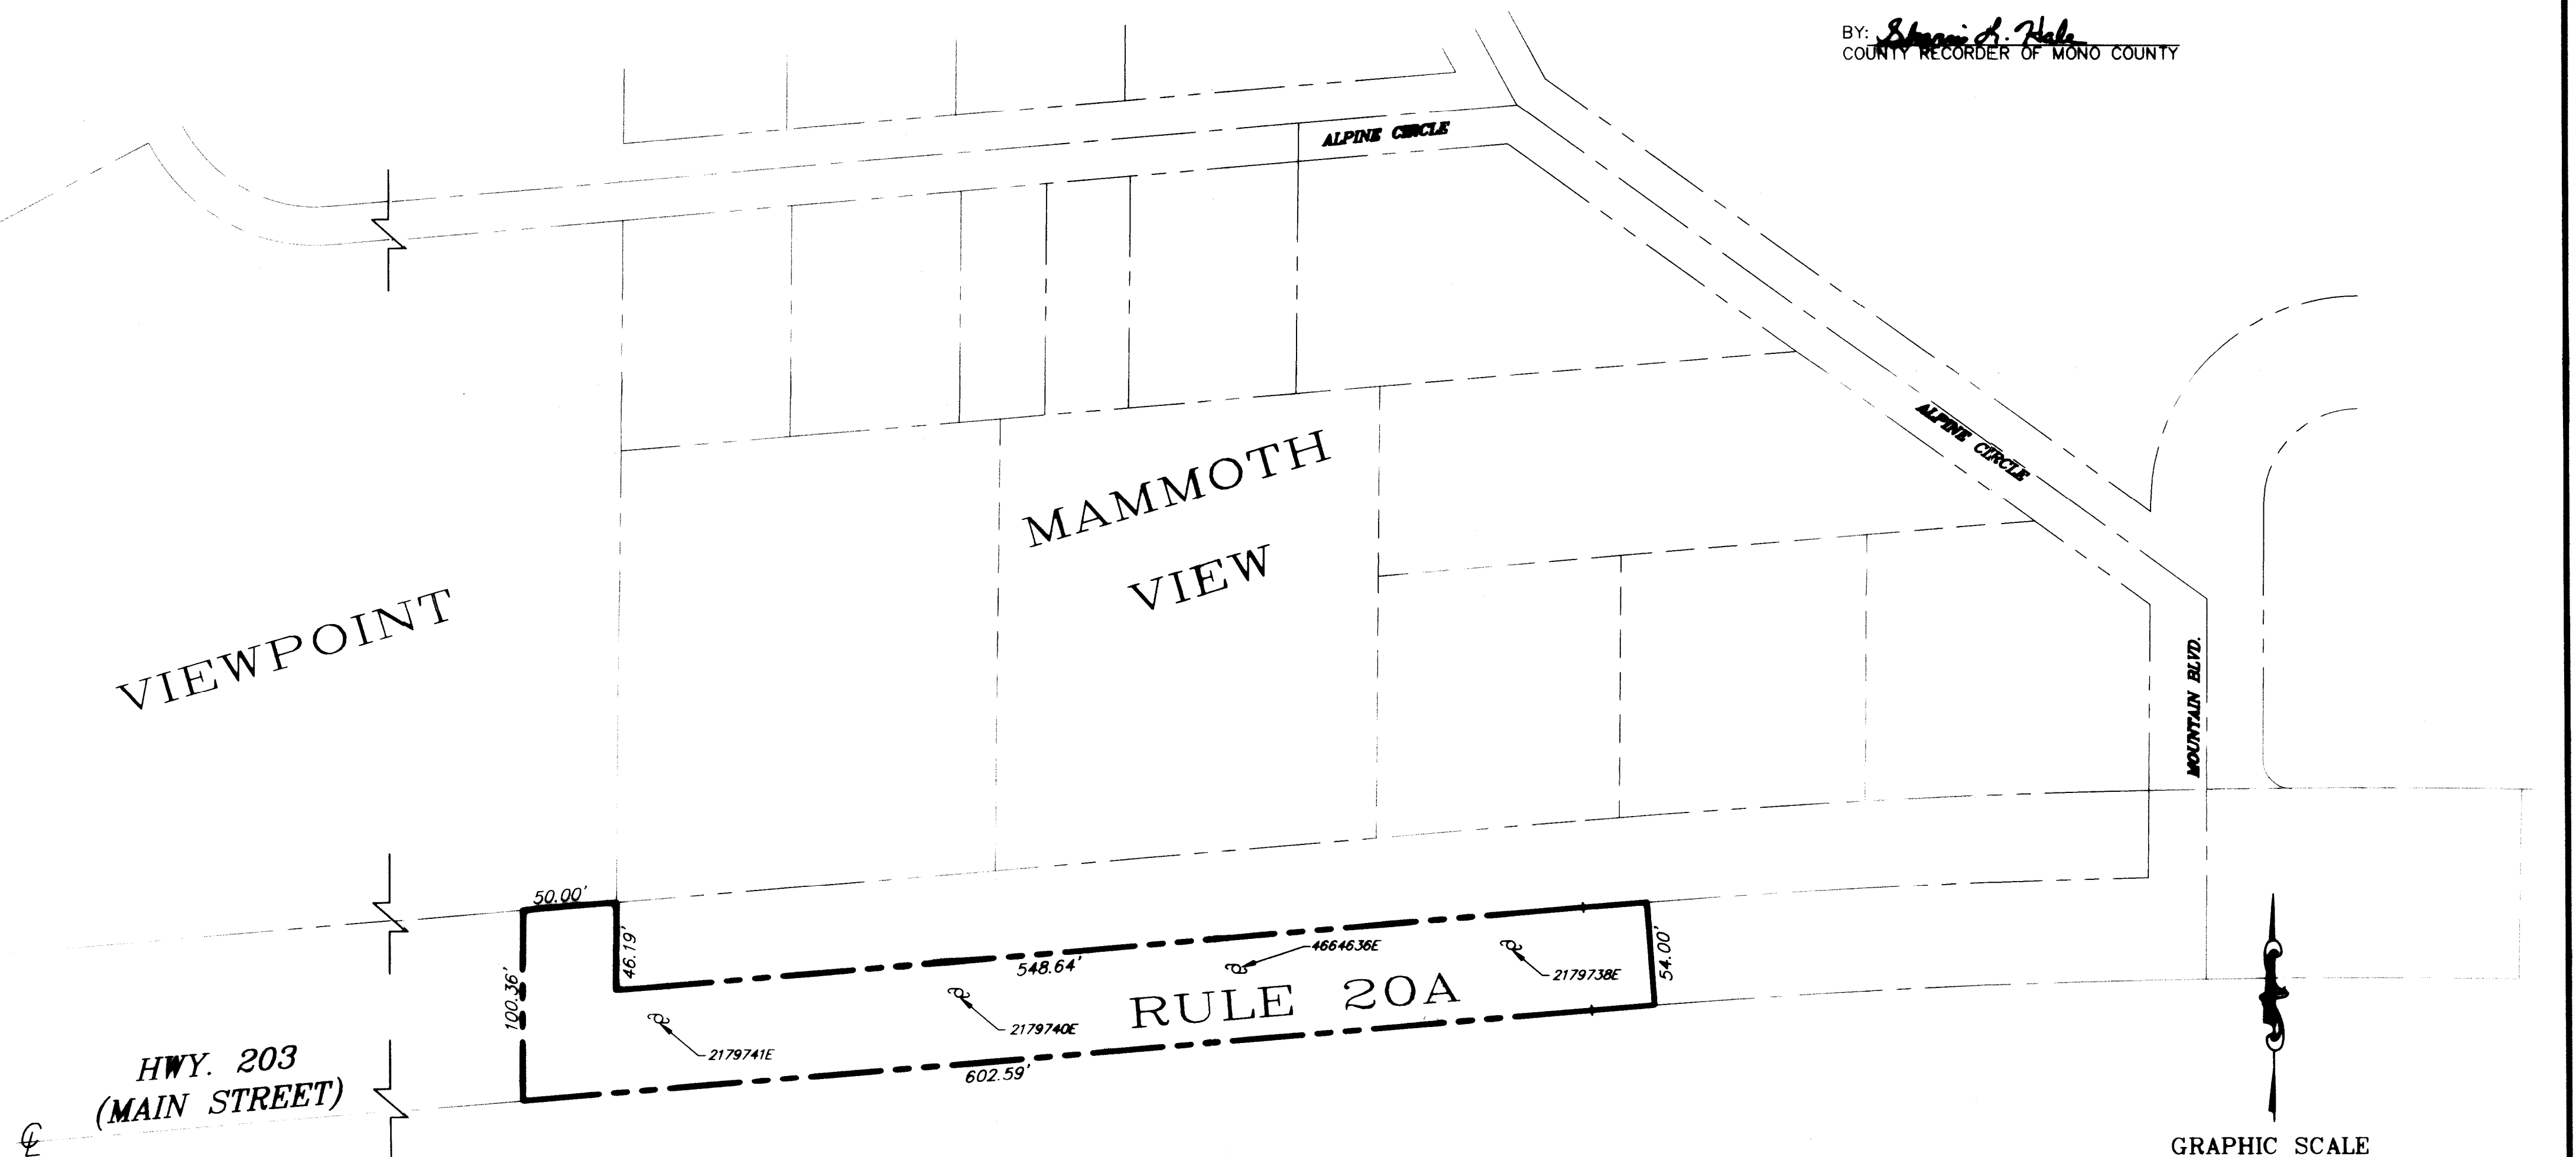 BY: Sherrie L. Hale
COUNTY RECORDER OF MONO COUNTY
ALPINE CIRCLE
ALPINE CIRCLE
MAMMOTH
VIEW
VIEWPOINT
MOUNTAIN BLVD.
50.00'
46.19'
100.36'
548.64'
4664636E
2179738E
54.00'
RULE 20A
2179740E
2179741E
602.59'
HWY. 203
(MAIN STREET)
℄
GRAPHIC SCALE